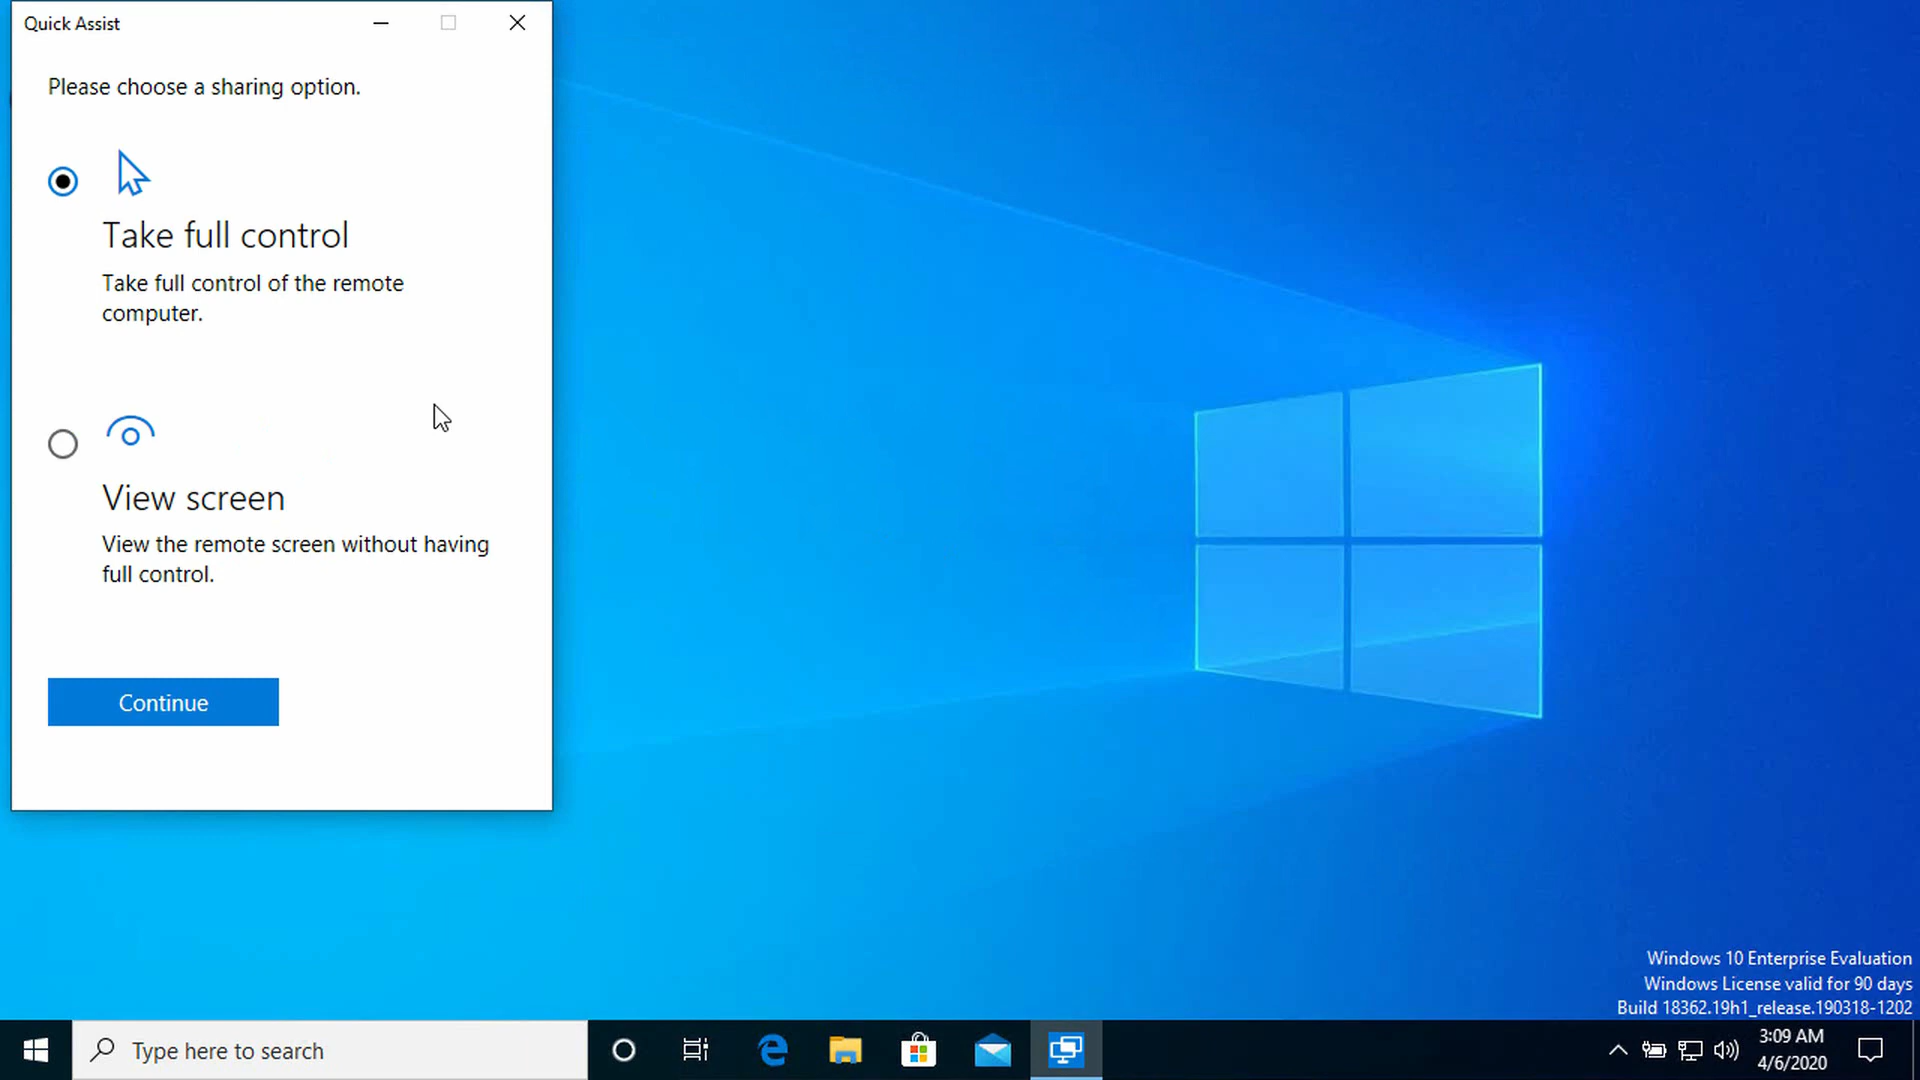 Quick Assist
Please choose a sharing option.
Take full control
Take full control of the remote
computer.
View screen
View the remote screen without having
full control.
Continue
Windows 10 Enterprise Evaluation
Windows License valid for 90 days
Build 18362.19h1_release.190318-1202
Type here to search
3:09 AM
4/6/2020